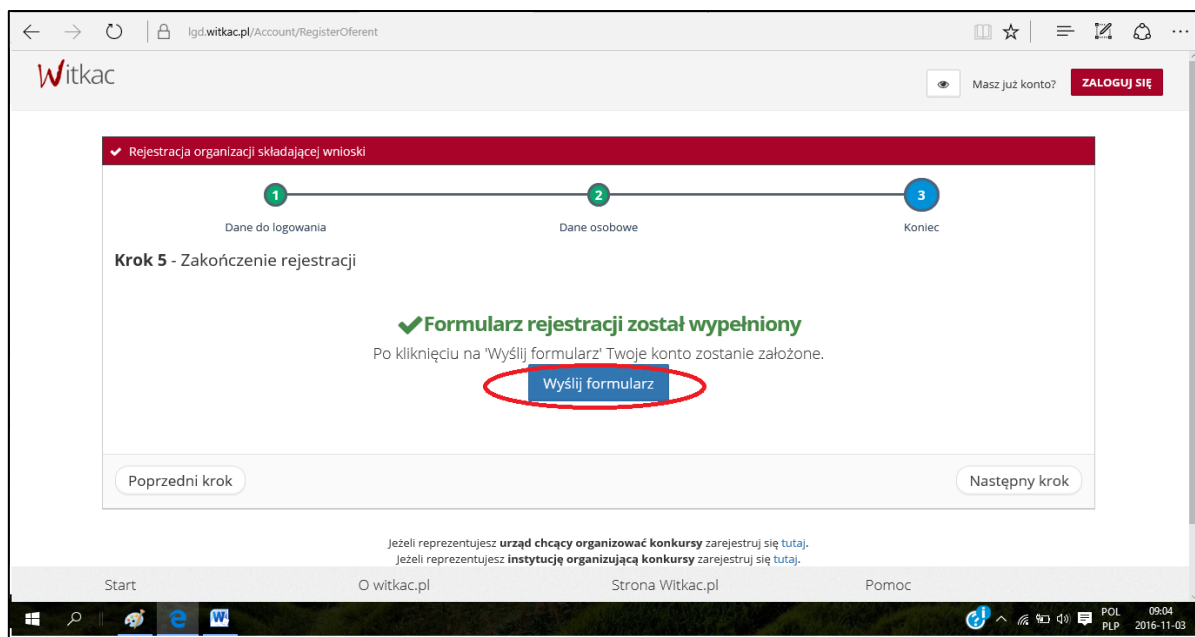 lgd.witkac.pl/Account/RegisterOferent
Witkac
Masz już konto? ZALOGUJ SIĘ
Rejestracja organizacji składającej wnioski
1 2 3
Dane do logowania Dane osobowe Koniec
Krok 5 - Zakończenie rejestracji
Formularz rejestracji został wypełniony
Po kliknięciu na 'Wyślij formularz' Twoje konto zostanie założone.
Wyślij formularz
Poprzedni krok Następny krok
Jeżeli reprezentujesz urząd chcący organizować konkursy zarejestruj się tutaj.
Jeżeli reprezentujesz instytucję organizującą konkursy zarejestruj się tutaj.
Start O witkac.pl Strona Witkac.pl Pomoc
POL 09:04
PLP 2016-11-03